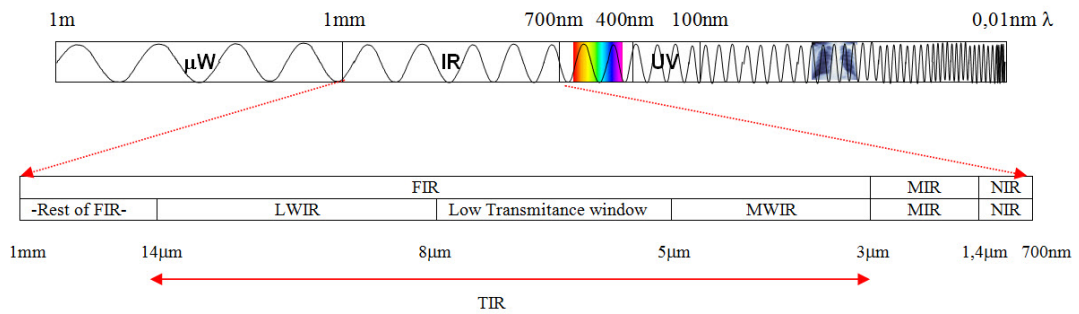 1m 1mm 700nm 400nm 100nm 0,01nm λ
μW IR UV
FIR MIR NIR
-Rest of FIR- LWIR Low Transmitance window MWIR MIR NIR
1mm 14μm 8μm 5μm 3μm 1,4μm 700nm
TIR